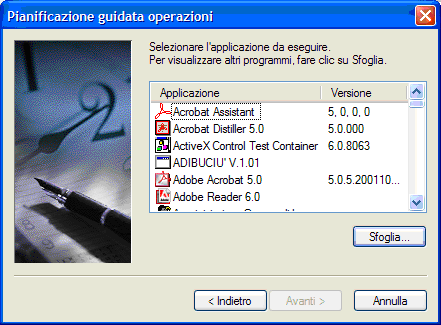 Pianificazione guidata operazioni
Selezionare l'applicazione da eseguire.
Per visualizzare altri programmi, fare clic su Sfoglia.
Applicazione Versione
Acrobat Assistant 5, 0, 0, 0
Acrobat Distiller 5.0 5.0.000
ActiveX Control Test Container 6.0.8063
ADIBUCIU' V.1.01
Adobe Acrobat 5.0 5.0.5.200110...
Adobe Reader 6.0
Sfoglia...
< Indietro Avanti > Annulla